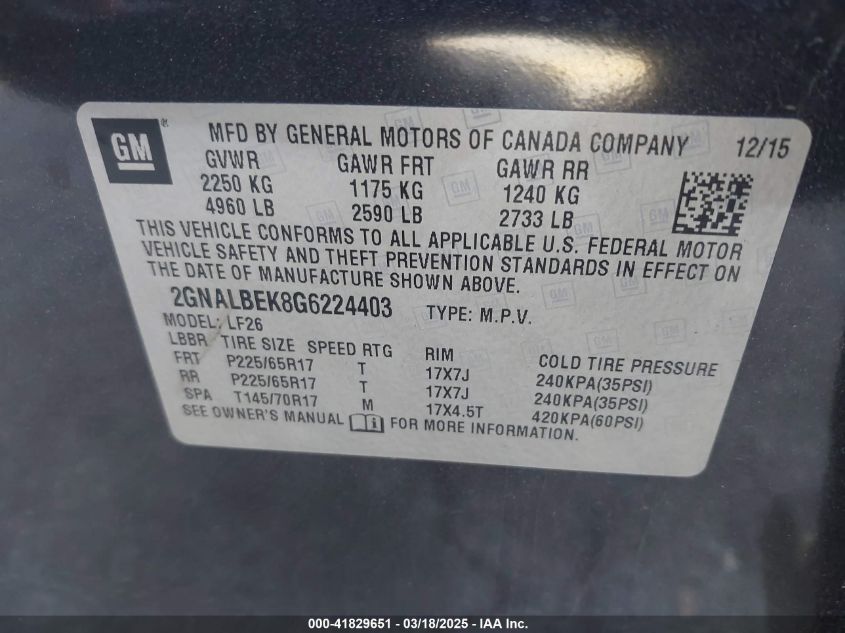 GM ® MFD BY GENERAL MOTORS OF CANADA COMPANY 12/15
GVWR GAWR FRT GAWR RR
2250 KG 1175 KG 1240 KG
4960 LB 2590 LB 2733 LB
THIS VEHICLE CONFORMS TO ALL APPLICABLE U.S. FEDERAL MOTOR
VEHICLE SAFETY AND THEFT PREVENTION STANDARDS IN EFFECT ON
THE DATE OF MANUFACTURE SHOWN ABOVE.
2GNALBEK8G6224403 TYPE: M.P.V.
MODEL: LF26
LBBR TIRE SIZE SPEED RTG RIM COLD TIRE PRESSURE
FRT P225/65R17 T 17X7J 240KPA(35PSI)
RR P225/65R17 T 17X7J 240KPA(35PSI)
SPA T145/70R17 M 17X4.5T 420KPA(60PSI)
SEE OWNER'S MANUAL FOR MORE INFORMATION.
000-41829651 - 03/18/2025 - IAAI Holdings, Inc.